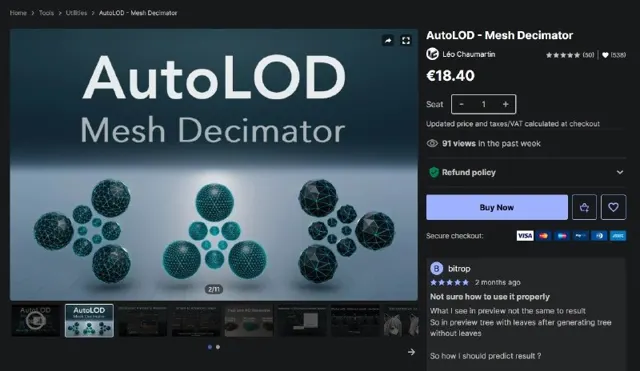 Home > Tools > Utilities > AutoLOD - Mesh Decimator
AutoLOD
Mesh Decimator
2/11
AutoLOD
Mesh Decimator
AutoLOD - Mesh Decimator
Léo Chaumartin
(50) | (538)
€18.40
Seat - 1 +
Updated price and taxes/VAT calculated at checkout
91 views in the past week
Refund policy
Buy Now
Secure checkout: VISA
B bitrop
2 months ago
Not sure how to use it properly
What I see in preview not the same to result
So in preview tree with leaves after generating tree
without leaves
So how I should predict result ?